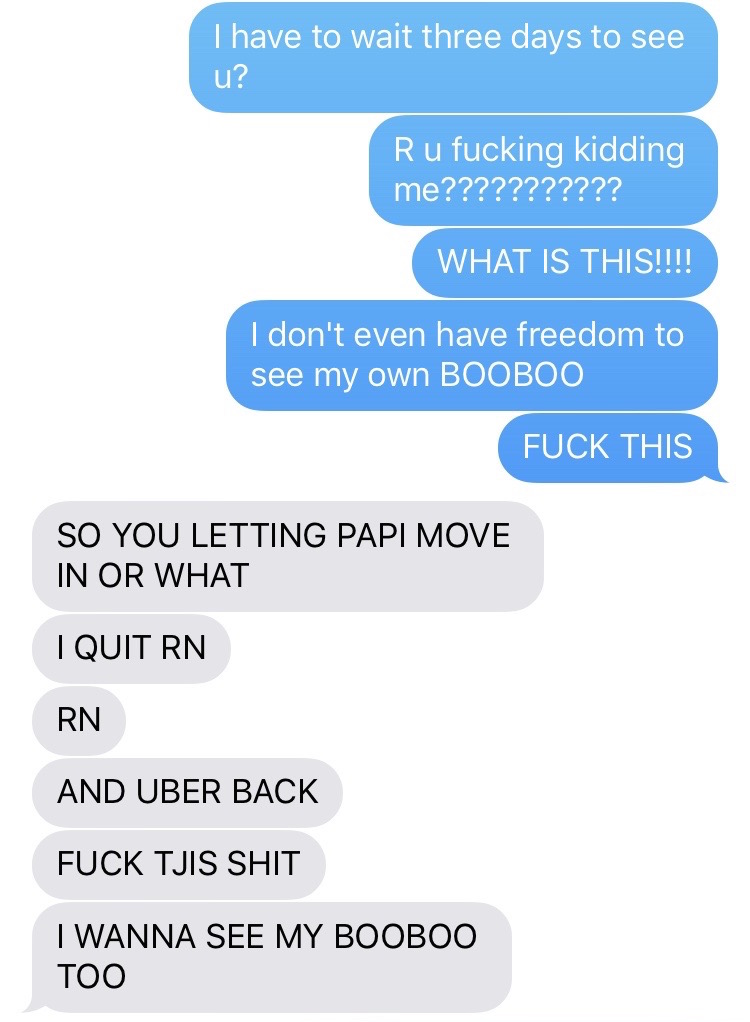 I have to wait three days to see
u?
R u fucking kidding
me???????????
WHAT IS THIS!!!!
I don't even have freedom to
see my own BOOBOO
FUCK THIS
SO YOU LETTING PAPI MOVE
IN OR WHAT
I QUIT RN
RN
AND UBER BACK
FUCK TJIS SHIT
I WANNA SEE MY BOOBOO
TOO